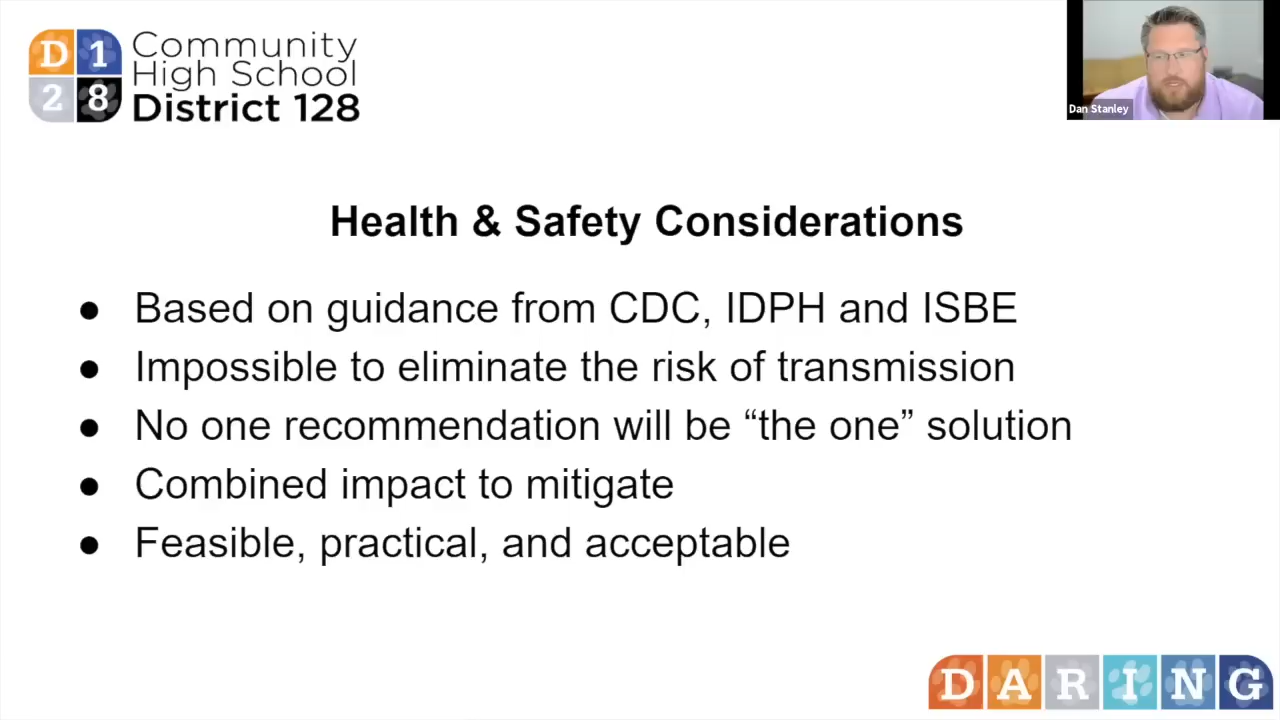 D 1
2 8
Community
High School
District 128
Dan Stanley
Health & Safety Considerations
● Based on guidance from CDC, IDPH and ISBE
● Impossible to eliminate the risk of transmission
● No one recommendation will be “the one” solution
● Combined impact to mitigate
● Feasible, practical, and acceptable
DARING